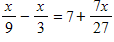 x/9 − x/3 = 7 + 7x/27